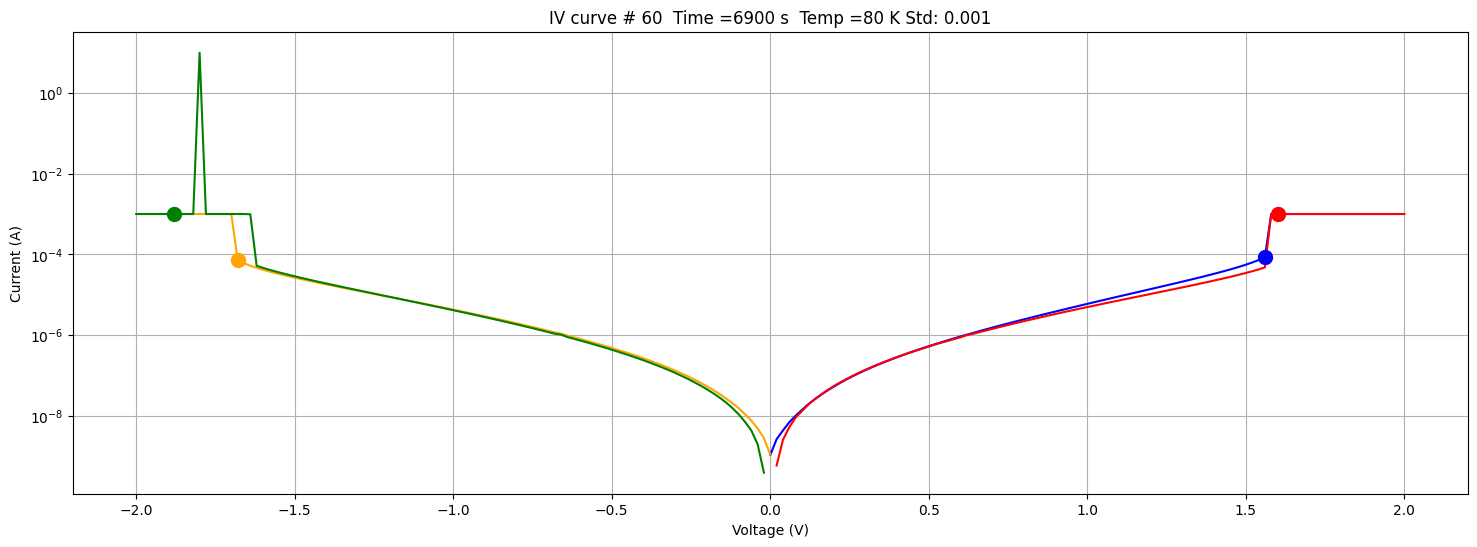 IV curve # 60  Time =6900 s  Temp =80 K Std: 0.001
Current (A)
10⁰
10⁻²
10⁻⁴
10⁻⁶
10⁻⁸
−2.0 −1.5 −1.0 −0.5 0.0 0.5 1.0 1.5 2.0
Voltage (V)